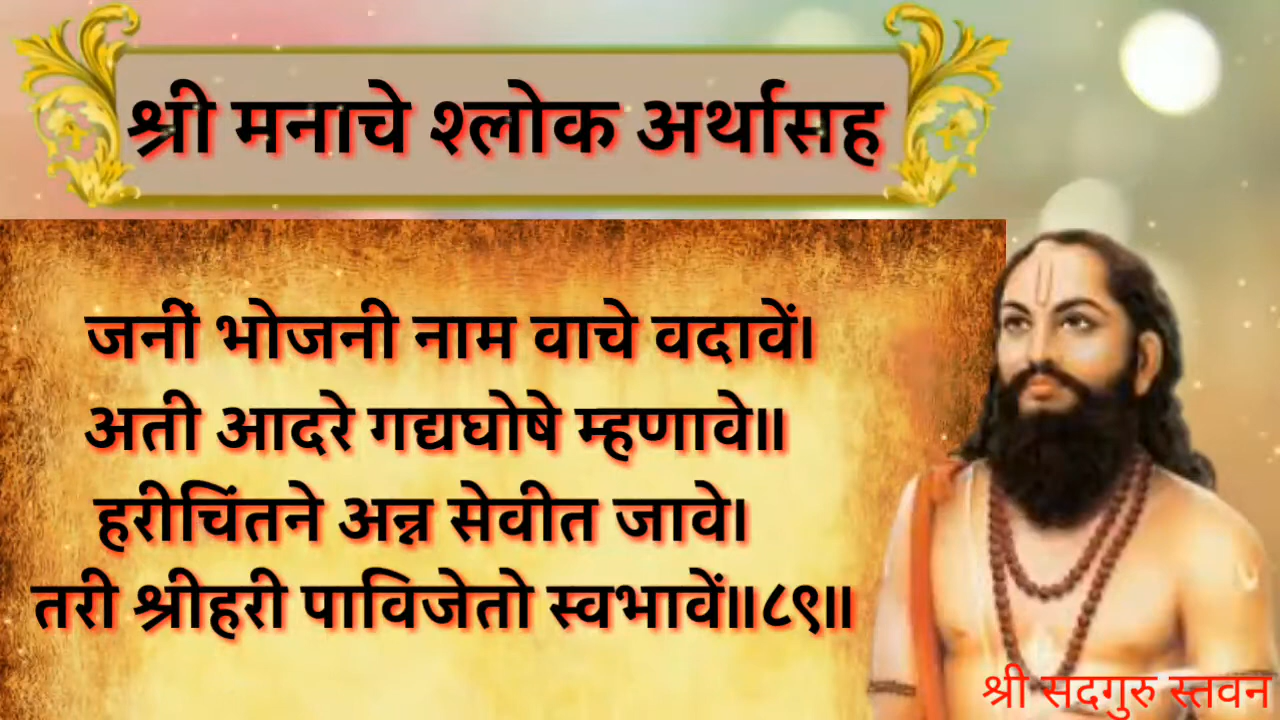 श्री मनाचे श्लोक अर्थासह
जनीं भोजनी नाम वाचे वदावें।
अती आदरे गद्यघोषे म्हणावे॥
हरीचिंतने अन्न सेवीत जावे।
तरी श्रीहरी पाविजेतो स्वभावें॥८९॥
श्री सदगुरु स्तवन